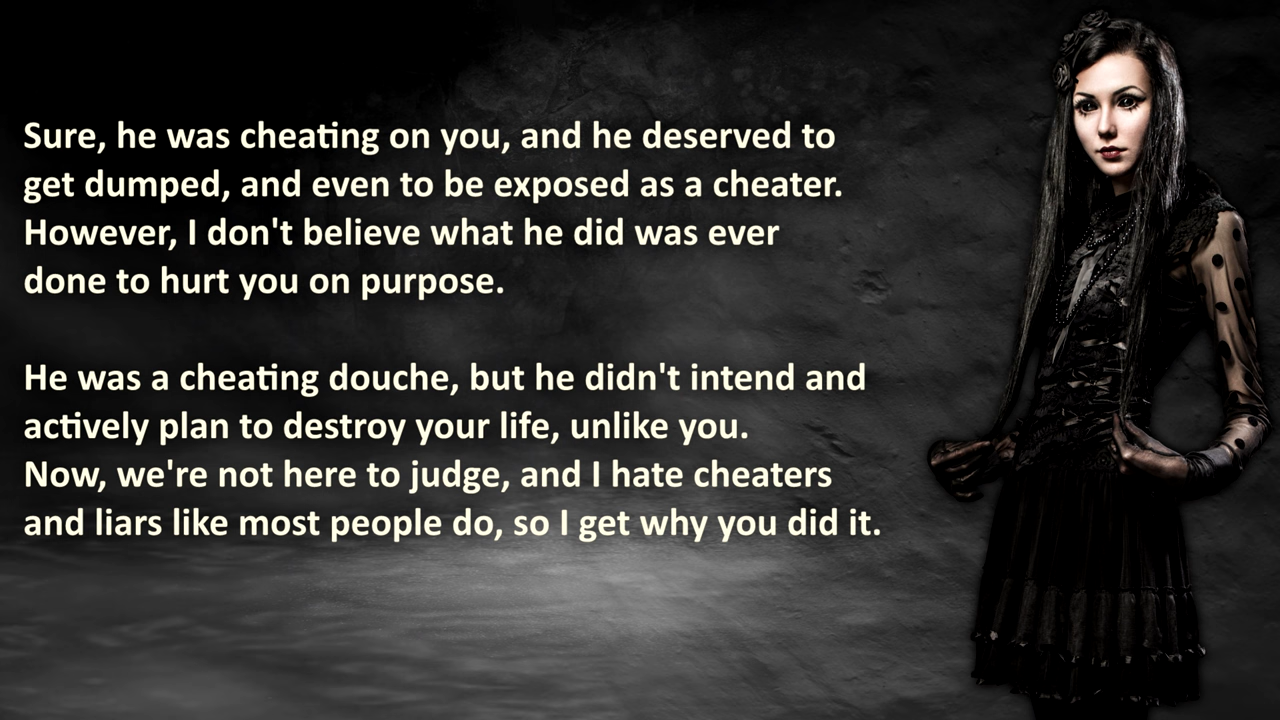 Sure, he was cheating on you, and he deserved to
get dumped, and even to be exposed as a cheater.
However, I don't believe what he did was ever
done to hurt you on purpose.
He was a cheating douche, but he didn't intend and
actively plan to destroy your life, unlike you.
Now, we're not here to judge, and I hate cheaters
and liars like most people do, so I get why you did it.